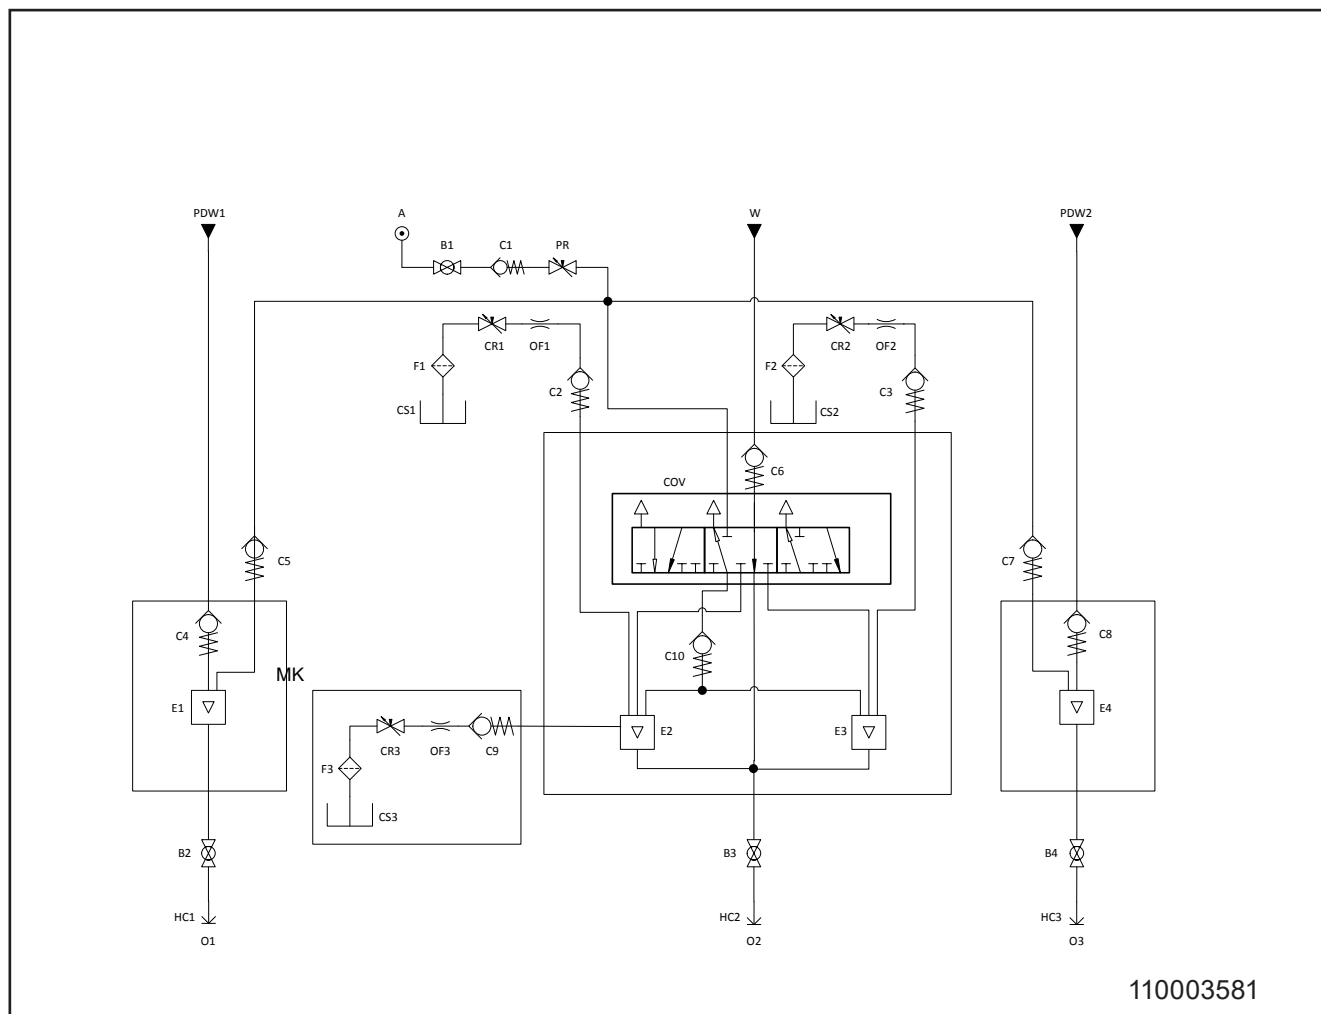 PDW1
A
W
PDW2
B1
C1
PR
CR1
OF1
CR2
OF2
F1
C2
F2
C3
CS1
CS2
C6
COV
C5
C7
C4
C10
C8
MK
E1
E2
E3
E4
CR3
OF3
C9
F3
CS3
B2
B3
B4
HC1
HC2
HC3
O1
O2
O3
110003581